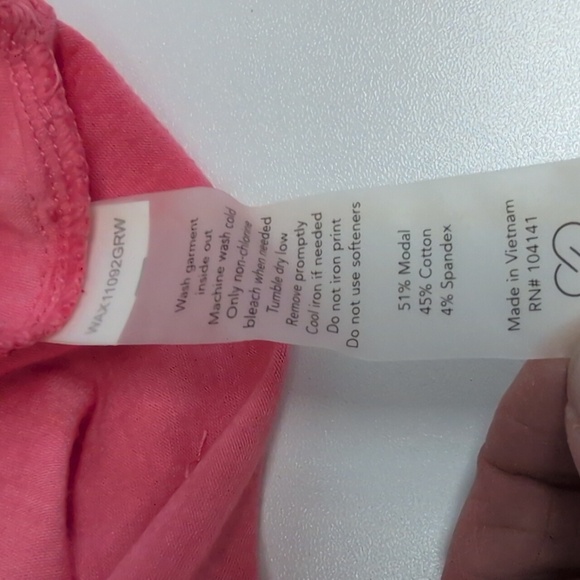 WAX11092GRW
Wash garment
inside out
Machine wash cold
Only non-chlorine
bleach when needed
Tumble dry low
Remove promptly
Cool iron if needed
Do not iron print
Do not use softeners
51% Modal
45% Cotton
4% Spandex
Made in Vietnam
RN# 104141